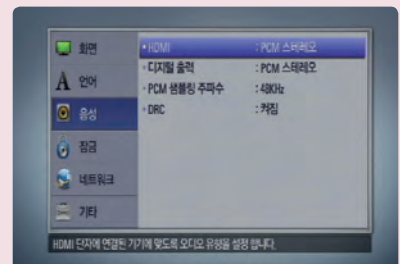 화면
A 언어
음성
잠금
네트워크
기타
• HDMI : PCM 스테레오
• 디지털 출력 : PCM 스테레오
• PCM 샘플링 주파수 : 48KHz
• DRC : 켜짐
HDMI 단자에 연결된 기기에 맞도록 오디오 유형을 설정 합니다.